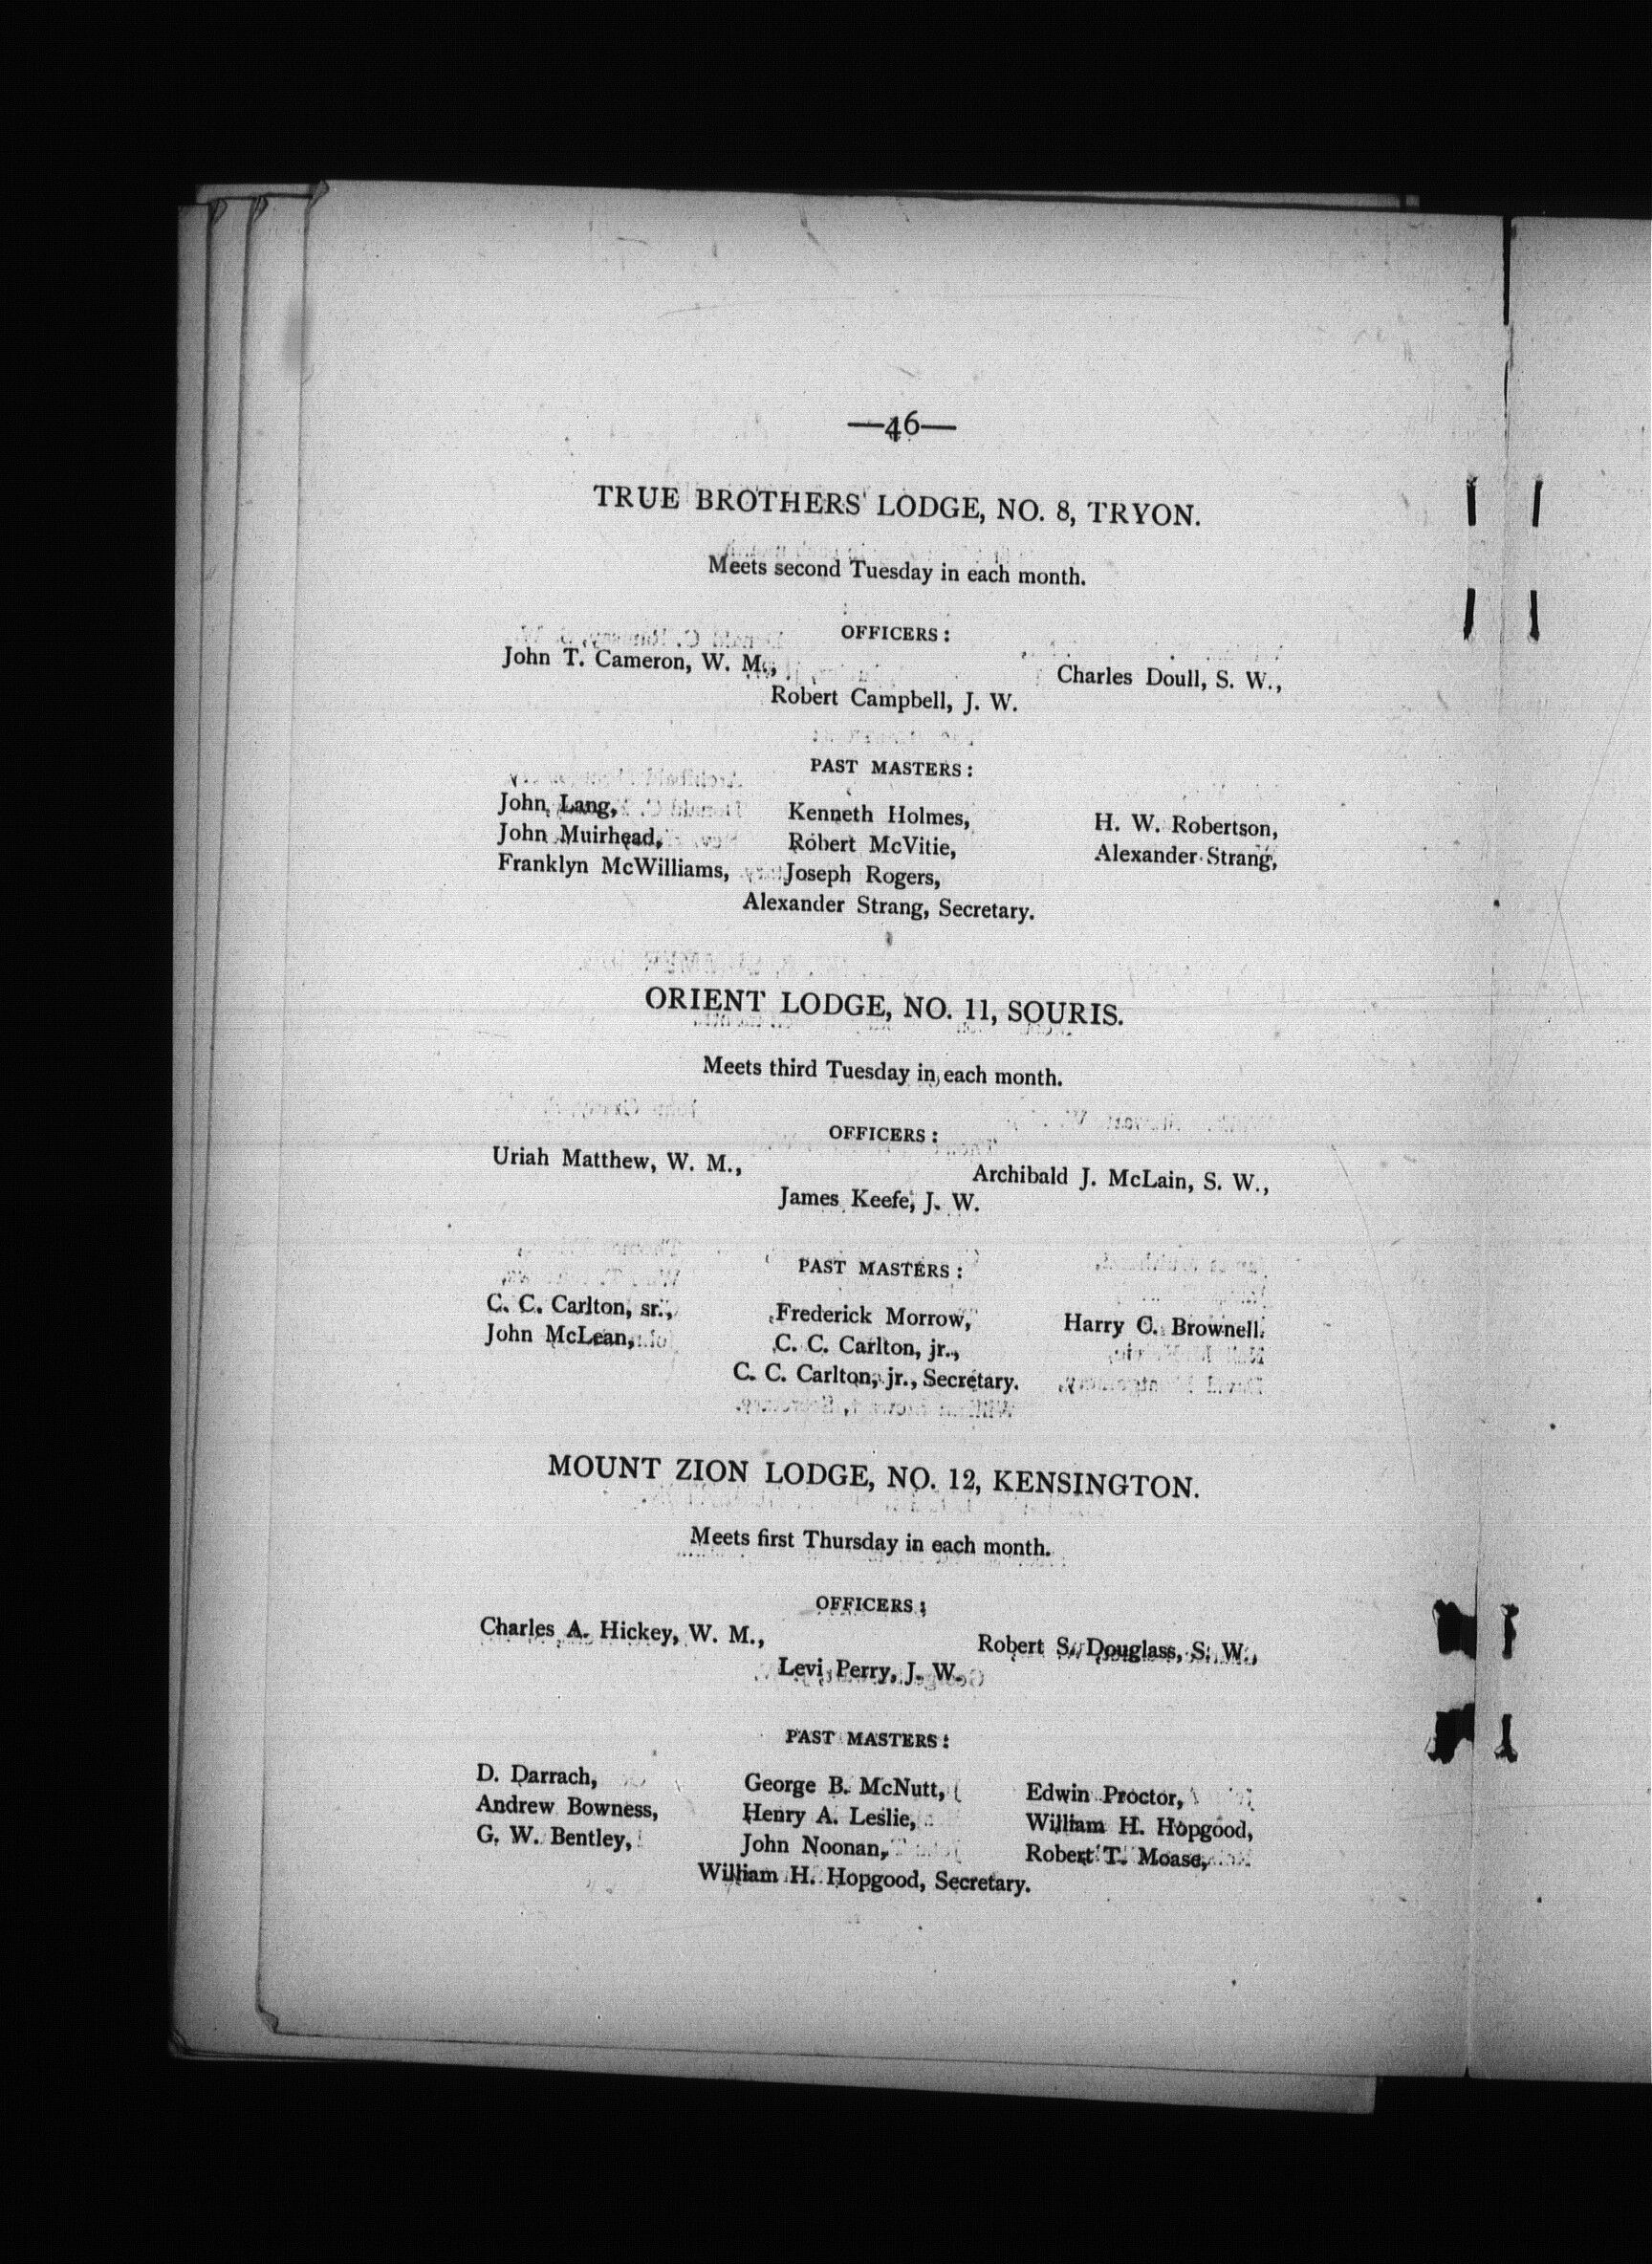 —46—
TRUE BROTHERS' LODGE, NO. 8, TRYON.
Meets second Tuesday in each month.
OFFICERS:
John T. Cameron, W. M., Charles Doull, S. W.,
Robert Campbell, J. W.
PAST MASTERS:
John Lang, Kenneth Holmes, H. W. Robertson,
John Muirhead, Robert McVitie, Alexander Strang,
Franklyn McWilliams, Joseph Rogers,
Alexander Strang, Secretary.
ORIENT LODGE, NO. 11, SOURIS.
Meets third Tuesday in each month.
OFFICERS:
Uriah Matthew, W. M., Archibald J. McLain, S. W.,
James Keefe, J. W.
PAST MASTERS:
C. C. Carlton, sr., Frederick Morrow, Harry C. Brownell.
John McLean, C. C. Carlton, jr.,
C. C. Carlton, jr., Secretary.
MOUNT ZION LODGE, NO. 12, KENSINGTON.
Meets first Thursday in each month.
OFFICERS:
Charles A. Hickey, W. M., Robert S. Douglass, S. W.,
Levi Perry, J. W.
PAST MASTERS:
D. Darrach, George B. McNutt, Edwin Proctor,
Andrew Bowness, Henry A. Leslie, William H. Hopgood,
G. W. Bentley, John Noonan, Robert T. Moase,
William H. Hopgood, Secretary.